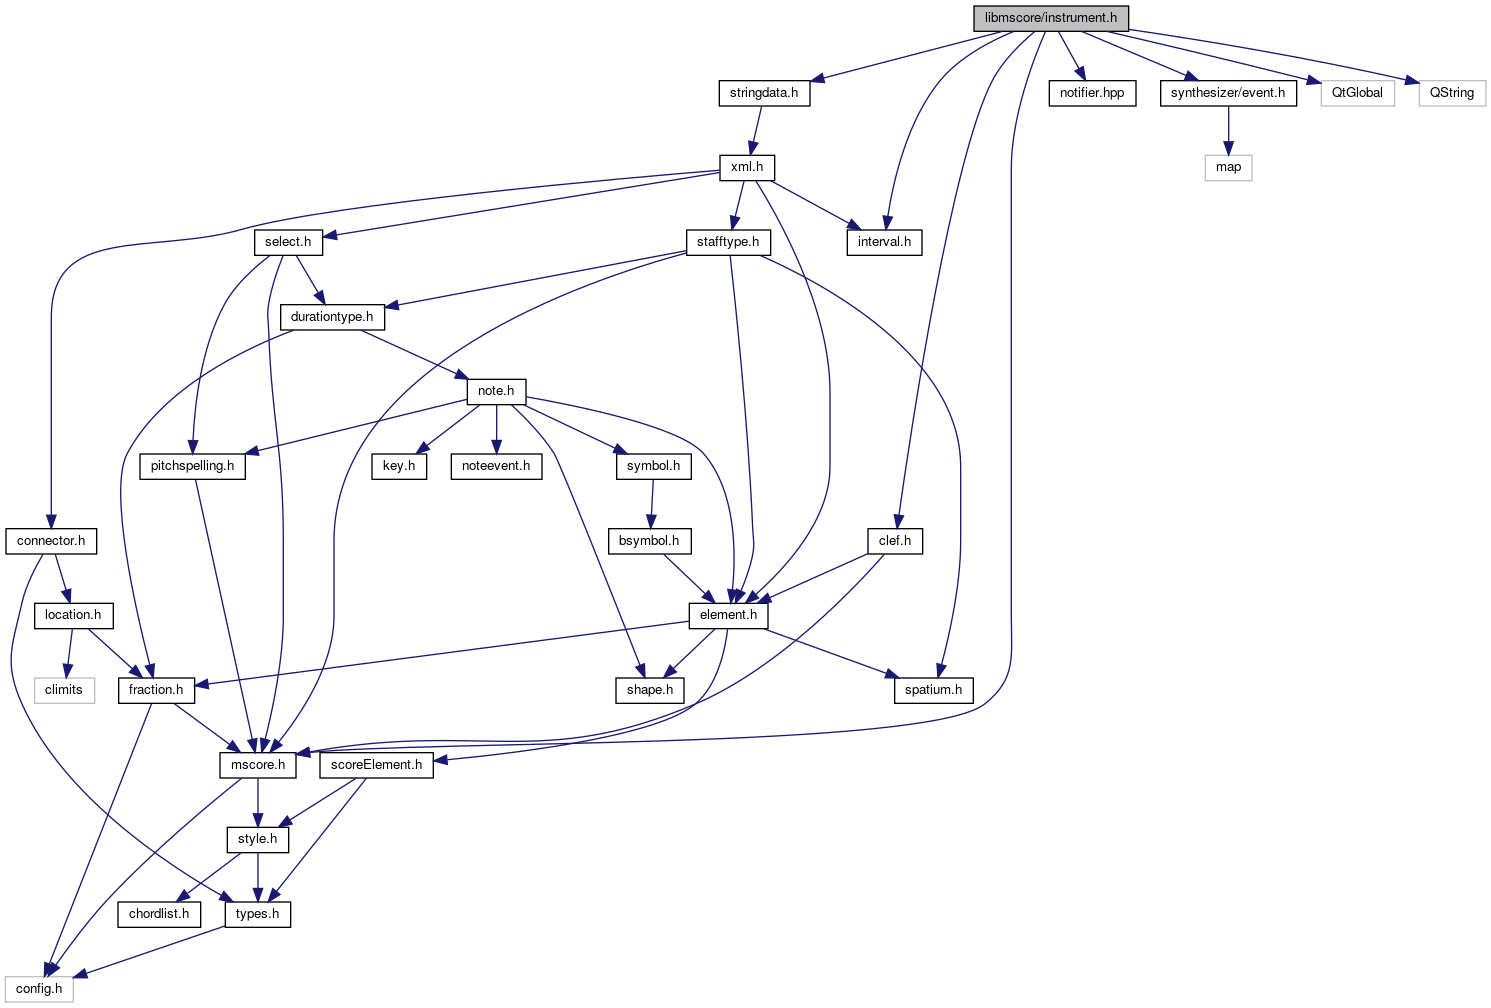 libmscore/instrument.h
stringdata.h
notifier.hpp
synthesizer/event.h
QtGlobal
QString
xml.h
map
select.h
stafftype.h
interval.h
durationtype.h
note.h
pitchspelling.h
key.h
noteevent.h
symbol.h
connector.h
bsymbol.h
clef.h
location.h
element.h
climits
fraction.h
shape.h
spatium.h
mscore.h
scoreElement.h
style.h
chordlist.h
types.h
config.h